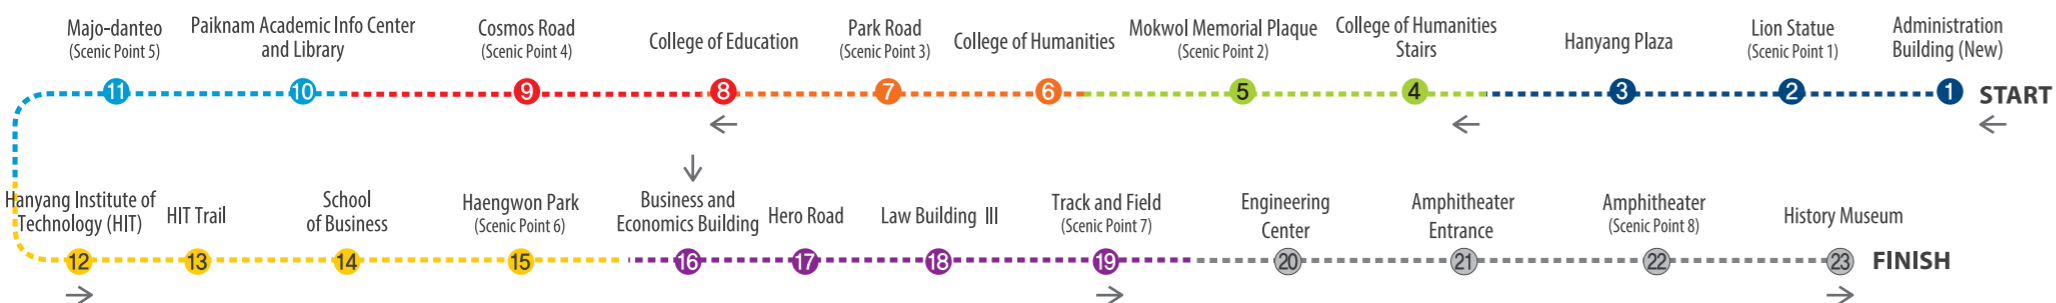 Majo-danteo
(Scenic Point 5)
11
Paiknam Academic Info Center
and Library
10
Cosmos Road
(Scenic Point 4)
9
College of Education
8
Park Road
(Scenic Point 3)
7
College of Humanities
6
Mokwol Memorial Plaque
(Scenic Point 2)
5
College of Humanities
Stairs
4
Hanyang Plaza
3
Lion Statue
(Scenic Point 1)
2
Administration
Building (New)
1
START
Hanyang Institute of
Technology (HIT)
12
HIT Trail
13
School
of Business
14
Haengwon Park
(Scenic Point 6)
15
Business and
Economics Building
16
Hero Road
17
Law Building Ⅲ
18
Track and Field
(Scenic Point 7)
19
Engineering
Center
20
Amphitheater
Entrance
21
Amphitheater
(Scenic Point 8)
22
History Museum
23
FINISH